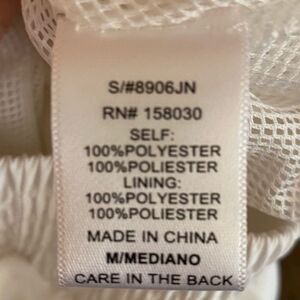 S/#8906JN
RN# 158030
SELF:
100%POLYESTER
100%POLIESTER
LINING:
100%POLYESTER
100%POLIESTER
MADE IN CHINA
M/MEDIANO
CARE IN THE BACK